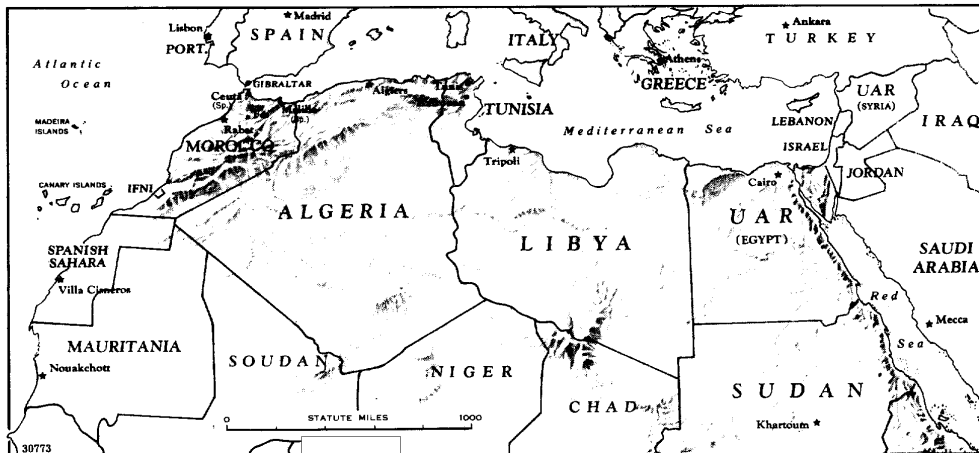 Madrid
Ankara
Lisbon
SPAIN
ITALY
TURKEY
PORT.
Atlantic
Ocean
Athens
GREECE
GIBRALTAR
Ceuta
(Sp.)
Algiers
Tunis
UAR
(SYRIA)
Melilla
(Sp.)
TUNISIA
LEBANON
IRAQ
MADEIRA
ISLANDS
Fes
Rabat
Mediterranean Sea
MOROCCO
ISRAEL
Tripoli
CANARY ISLANDS
IFNI
Cairo
JORDAN
ALGERIA
UAR
(EGYPT)
LIBYA
SPANISH
SAHARA
SAUDI
ARABIA
Villa Cisneros
Red
Sea
Mecca
MAURITANIA
Nouakchott
SOUDAN
NIGER
CHAD
SUDAN
Khartoum
0 STATUTE MILES 1000
30773